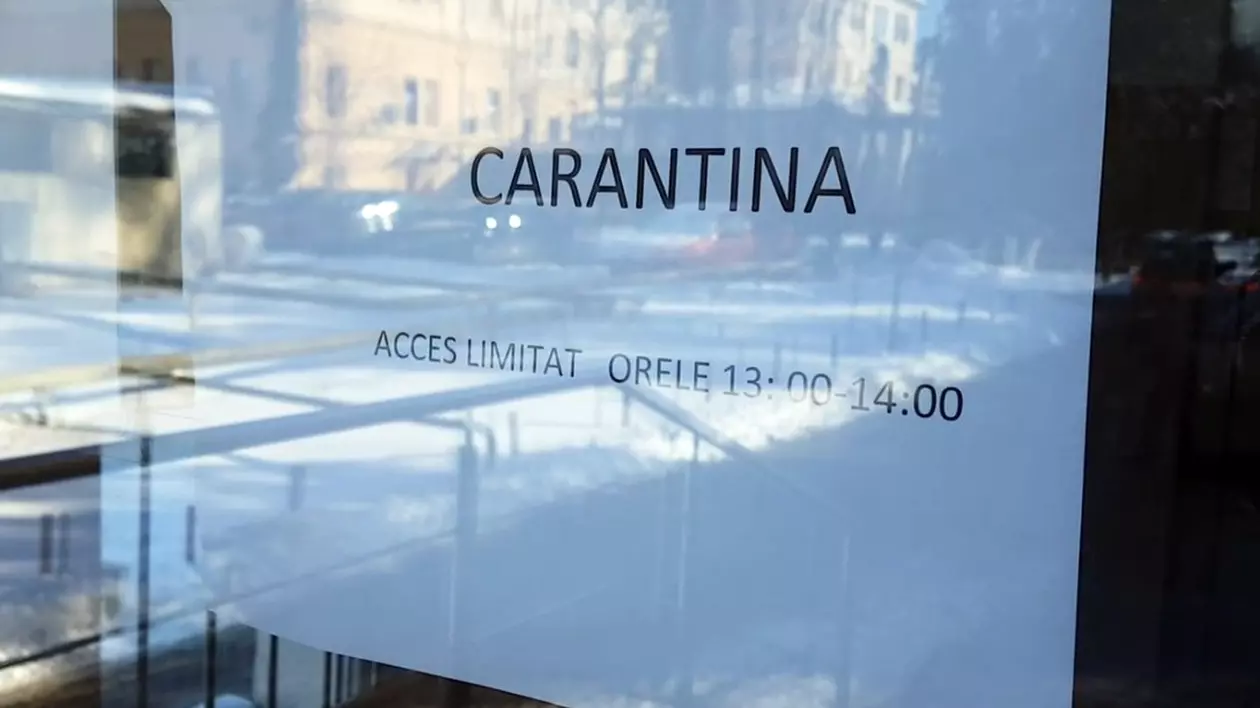 CARANTINA
ACCES LIMITAT ORELE 13: 00-14:00